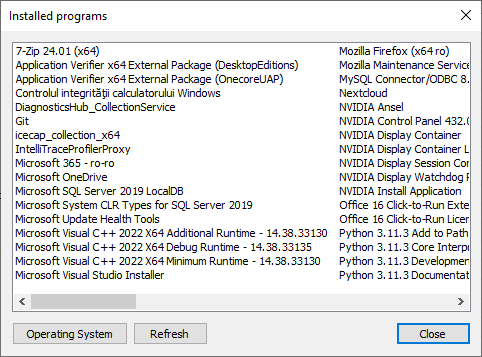 Installed programs
7-Zip 24.01 (x64)
Application Verifier x64 External Package (DesktopEditions)
Application Verifier x64 External Package (OnecoreUAP)
Controlul integrității calculatorului Windows
DiagnosticsHub_CollectionService
Git
icecap_collection_x64
IntelliTraceProfilerProxy
Microsoft 365 - ro-ro
Microsoft OneDrive
Microsoft SQL Server 2019 LocalDB
Microsoft System CLR Types for SQL Server 2019
Microsoft Update Health Tools
Microsoft Visual C++ 2022 X64 Additional Runtime - 14.38.33130
Microsoft Visual C++ 2022 X64 Debug Runtime - 14.38.33135
Microsoft Visual C++ 2022 X64 Minimum Runtime - 14.38.33130
Microsoft Visual Studio Installer
Mozilla Firefox (x64 ro)
Mozilla Maintenance Service
MySQL Connector/ODBC 8.
Nextcloud
NVIDIA Ansel
NVIDIA Control Panel 432.0
NVIDIA Display Container
NVIDIA Display Container L
NVIDIA Display Session Con
NVIDIA Display Watchdog P
NVIDIA Install Application
Office 16 Click-to-Run Exte
Office 16 Click-to-Run Licen
Python 3.11.3 Add to Path
Python 3.11.3 Core Interpr
Python 3.11.3 Developmen
Python 3.11.3 Documentat
Operating System
Refresh
Close